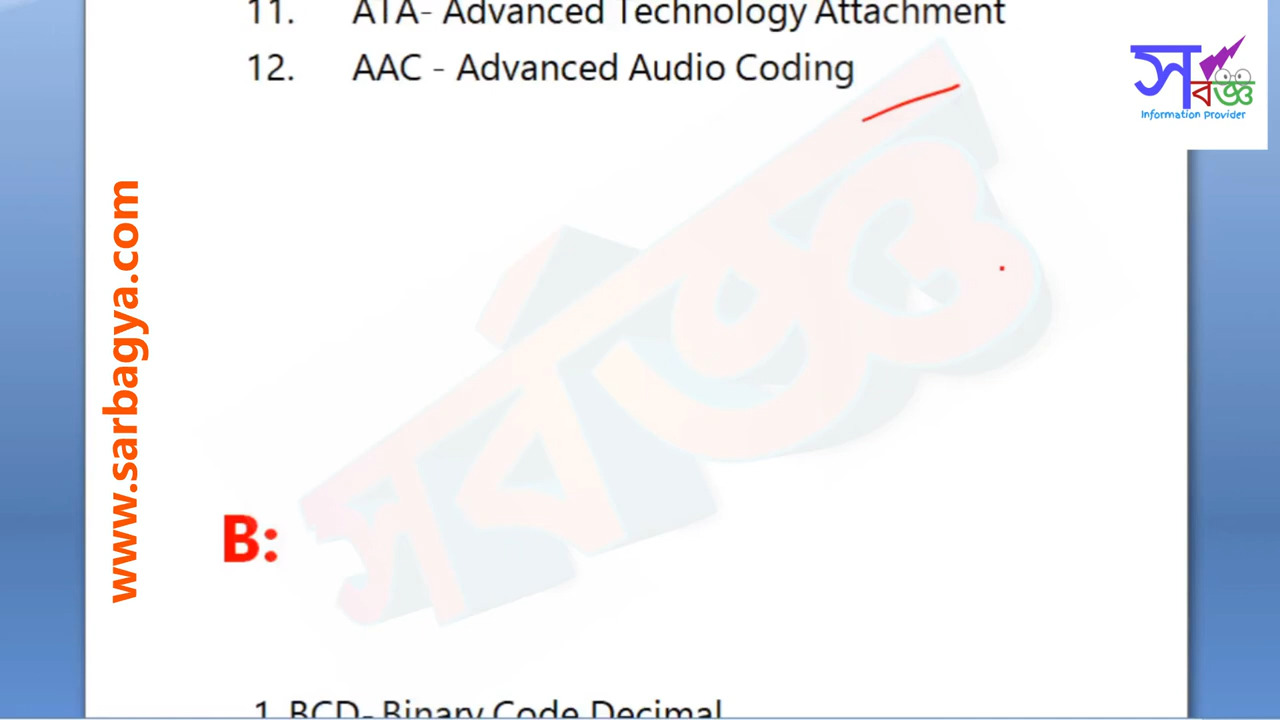 11. ATA- Advanced Technology Attachment
12. AAC - Advanced Audio Coding
সবজান্তা
Information Provider
www.sarbagya.com
B:
1. BCD- Binary Code Decimal